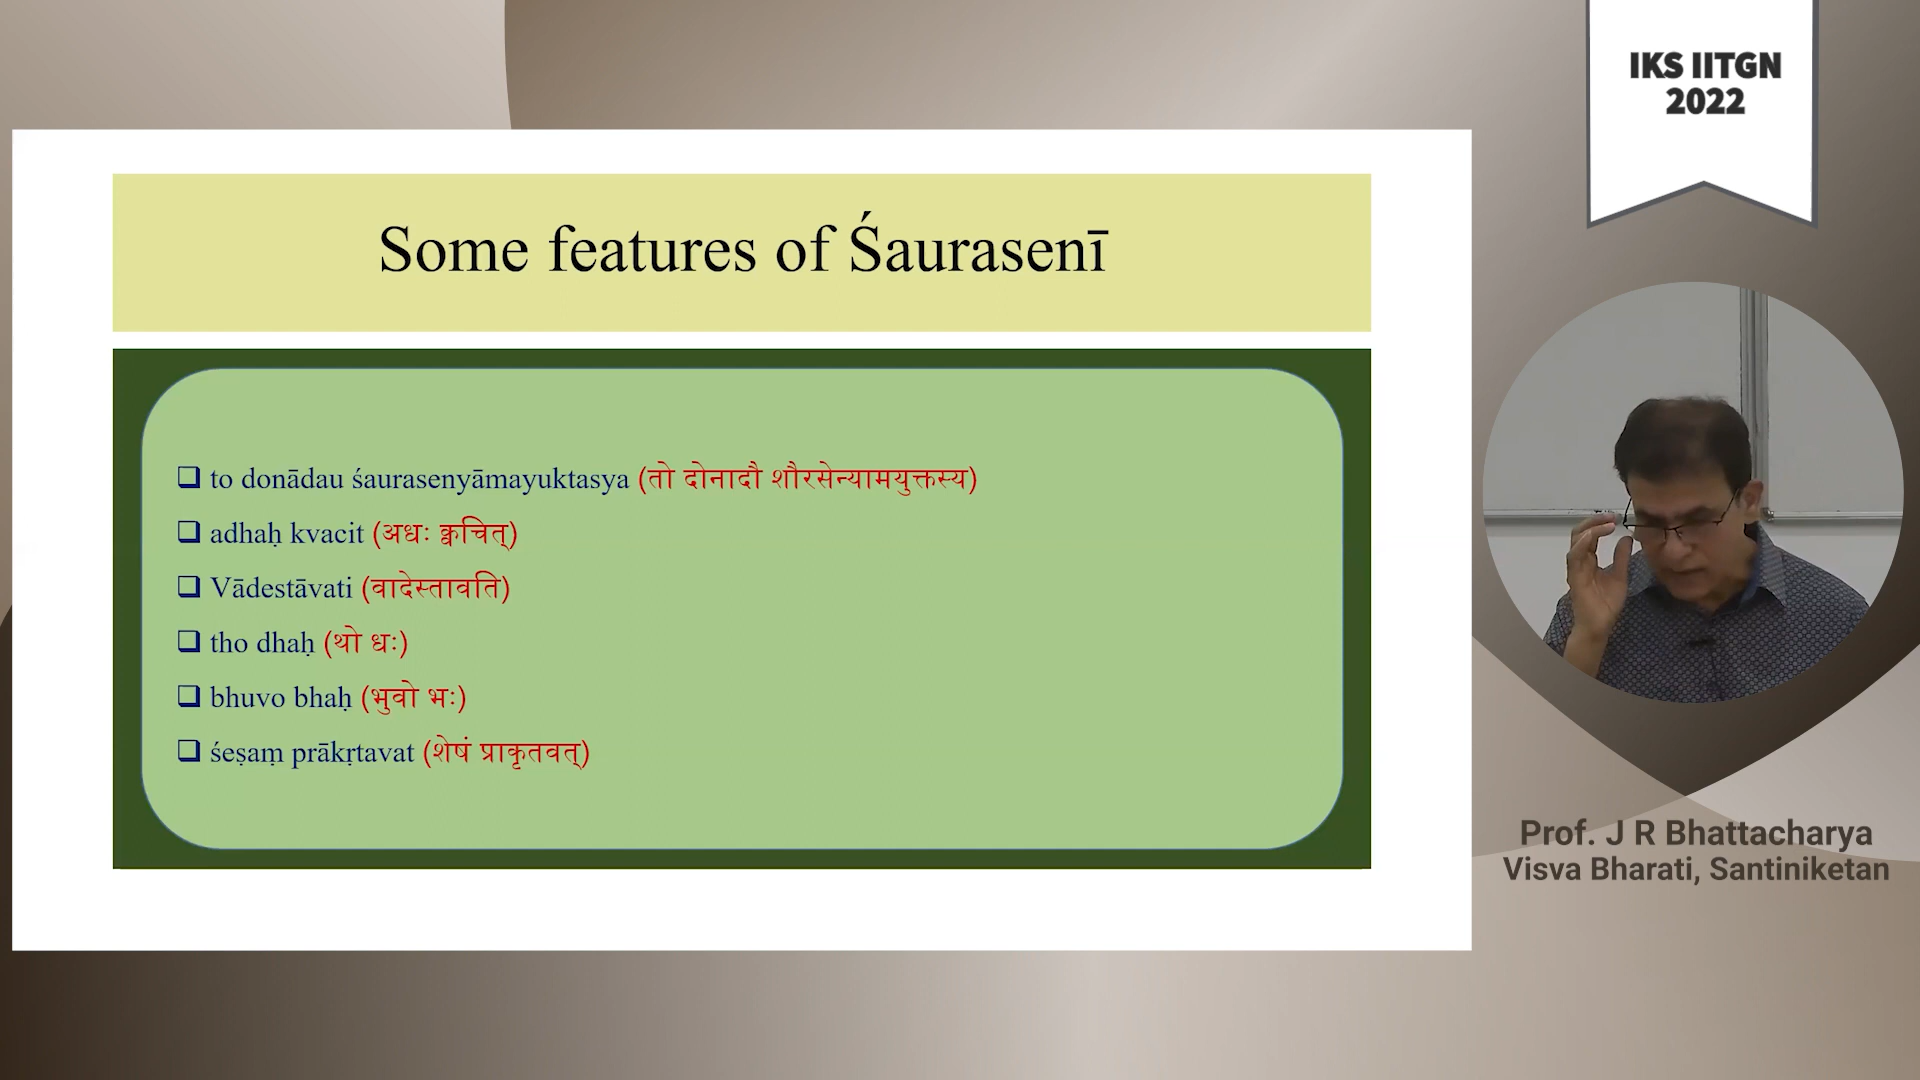 IKS IITGN
2022
Some features of Śaurasenī
to donādau śaurasenyāmayuktasya (तो दोनादौ शौरसेन्यामयुक्तस्य)
adhaḥ kvacit (अधः क्वचित्)
Vādestāvati (वादेस्तावति)
tho dhaḥ (थो धः)
bhuvo bhaḥ (भुवो भः)
śeṣaṃ prākṛtavat (शेषं प्राकृतवत्)
Prof. J R Bhattacharya
Visva Bharati, Santiniketan